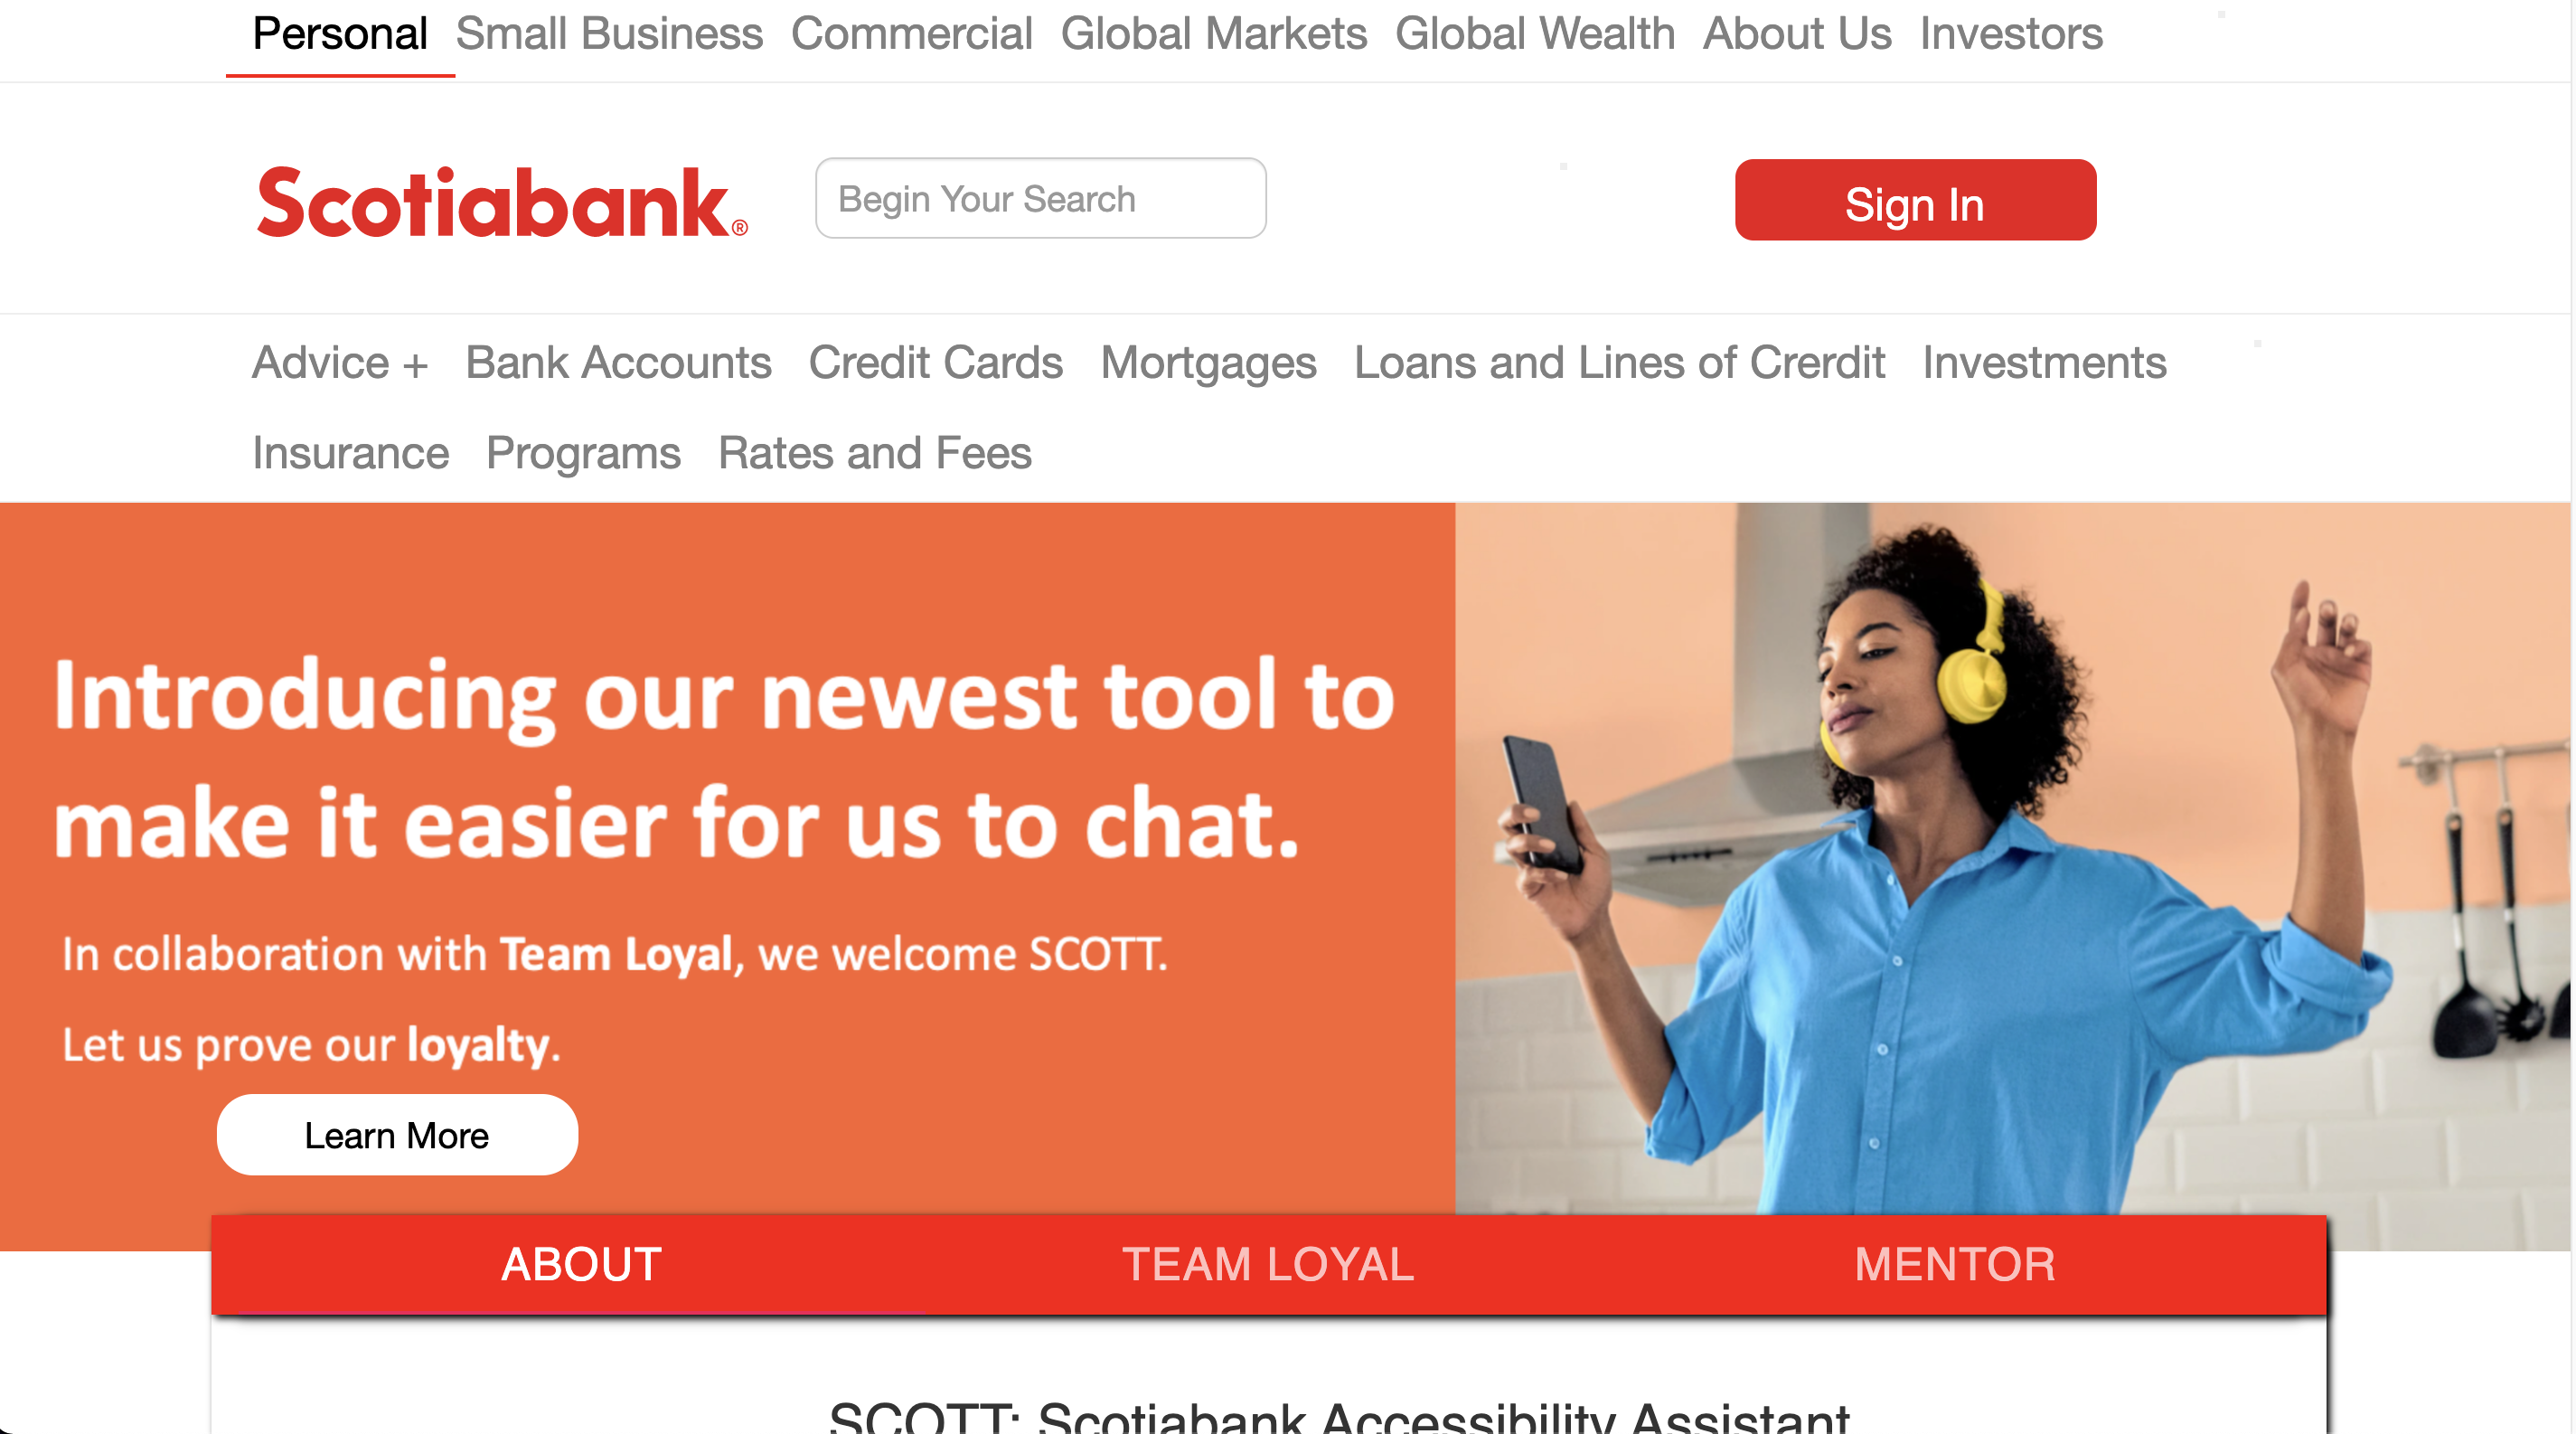 Personal Small Business Commercial Global Markets Global Wealth About Us Investors
Scotiabank®
Begin Your Search
Sign In
Advice + Bank Accounts Credit Cards Mortgages Loans and Lines of Crerdit Investments
Insurance Programs Rates and Fees
Introducing our newest tool to
make it easier for us to chat.
In collaboration with Team Loyal, we welcome SCOTT.
Let us prove our loyalty.
Learn More
ABOUT TEAM LOYAL MENTOR
SCOTT: Scotiabank Accessibility Assistant